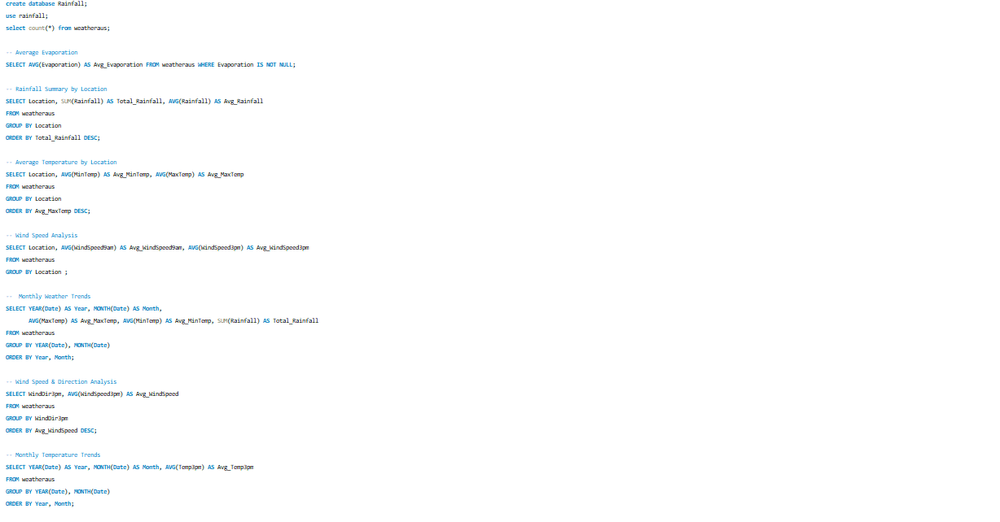 create database Rainfall;
use rainfall;
select count(*) from weatheraus;
-- Average Evaporation
SELECT AVG(Evaporation) AS Avg_Evaporation FROM weatheraus WHERE Evaporation IS NOT NULL;
-- Rainfall Summary by Location
SELECT Location, SUM(Rainfall) AS Total_Rainfall, AVG(Rainfall) AS Avg_Rainfall
FROM weatheraus
GROUP BY Location
ORDER BY Total_Rainfall DESC;
-- Average Temperature by Location
SELECT Location, AVG(MinTemp) AS Avg_MinTemp, AVG(MaxTemp) AS Avg_MaxTemp
FROM weatheraus
GROUP BY Location
ORDER BY Avg_MaxTemp DESC;
-- Wind Speed Analysis
SELECT Location, AVG(WindSpeed9am) AS Avg_WindSpeed9am, AVG(WindSpeed3pm) AS Avg_WindSpeed3pm
FROM weatheraus
GROUP BY Location ;
--  Monthly Weather Trends
SELECT YEAR(Date) AS Year, MONTH(Date) AS Month,
       AVG(MaxTemp) AS Avg_MaxTemp, AVG(MinTemp) AS Avg_MinTemp, SUM(Rainfall) AS Total_Rainfall
FROM weatheraus
GROUP BY YEAR(Date), MONTH(Date)
ORDER BY Year, Month;
-- Wind Speed & Direction Analysis
SELECT WindDir3pm, AVG(WindSpeed3pm) AS Avg_WindSpeed
FROM weatheraus
GROUP BY WindDir3pm
ORDER BY Avg_WindSpeed DESC;
-- Monthly Temperature Trends
SELECT YEAR(Date) AS Year, MONTH(Date) AS Month, AVG(Temp3pm) AS Avg_Temp3pm
FROM weatheraus
GROUP BY YEAR(Date), MONTH(Date)
ORDER BY Year, Month;